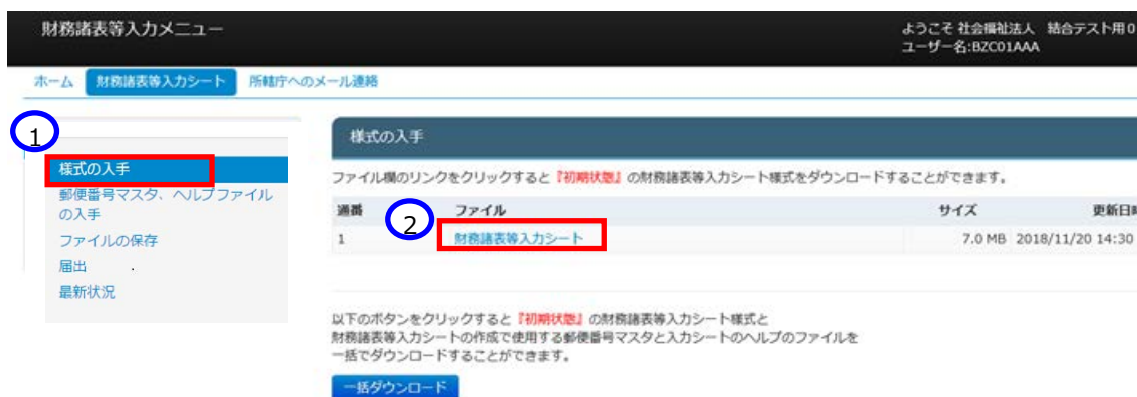 財務諸表等入力メニュー
ようこそ 社会福祉法人 結合テスト用0
ユーザー名:BZC01AAA
ホーム 財務諸表等入力シート 所轄庁へのメール連絡
1
様式の入手
郵便番号マスタ、ヘルプファイル
の入手
ファイルの保存
届出
最新状況
様式の入手
ファイル欄のリンクをクリックすると『初期状態』の財務諸表等入力シート様式をダウンロードすることができます。
通番 ファイル サイズ 更新日時
2
1 財務諸表等入力シート 7.0 MB 2018/11/20 14:30
以下のボタンをクリックすると『初期状態』の財務諸表等入力シート様式と
財務諸表等入力シートの作成で使用する郵便番号マスタと入力シートのヘルプのファイルを
一括でダウンロードすることができます。
一括ダウンロード